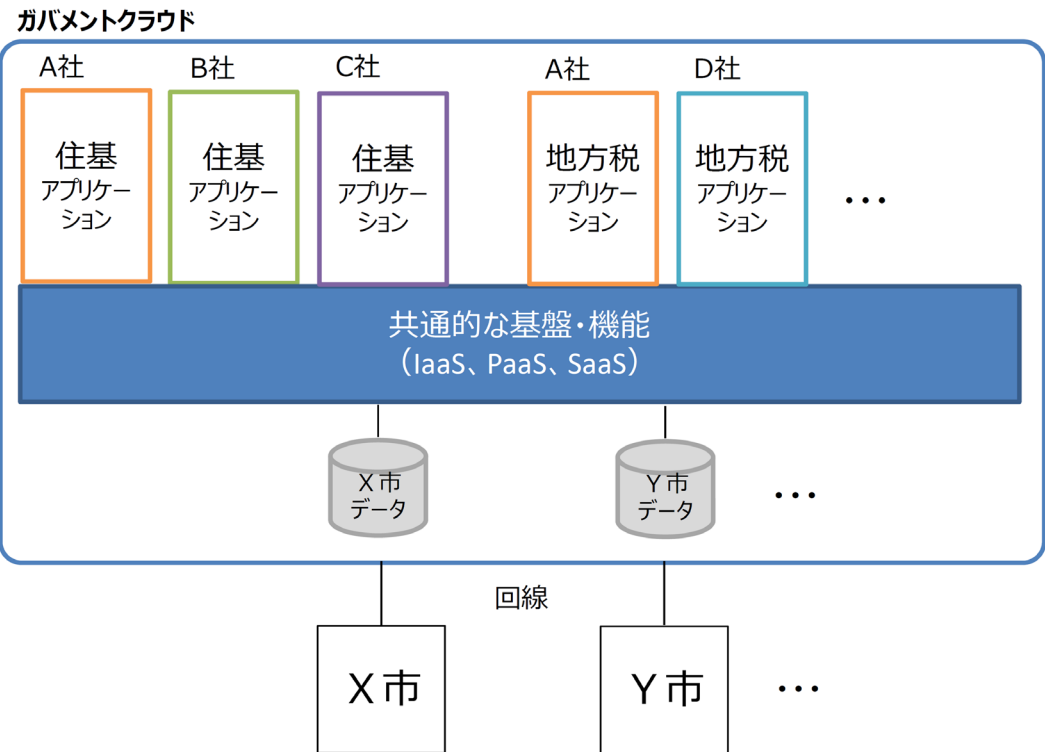 ガバメントクラウド
A社
B社
C社
A社
D社
住基
アプリケー
ション
住基
アプリケー
ション
住基
アプリケー
ション
地方税
アプリケー
ション
地方税
アプリケー
ション
…
共通的な基盤・機能
（IaaS、PaaS、SaaS）
X市
データ
Y市
データ
…
回線
X市
Y市
…